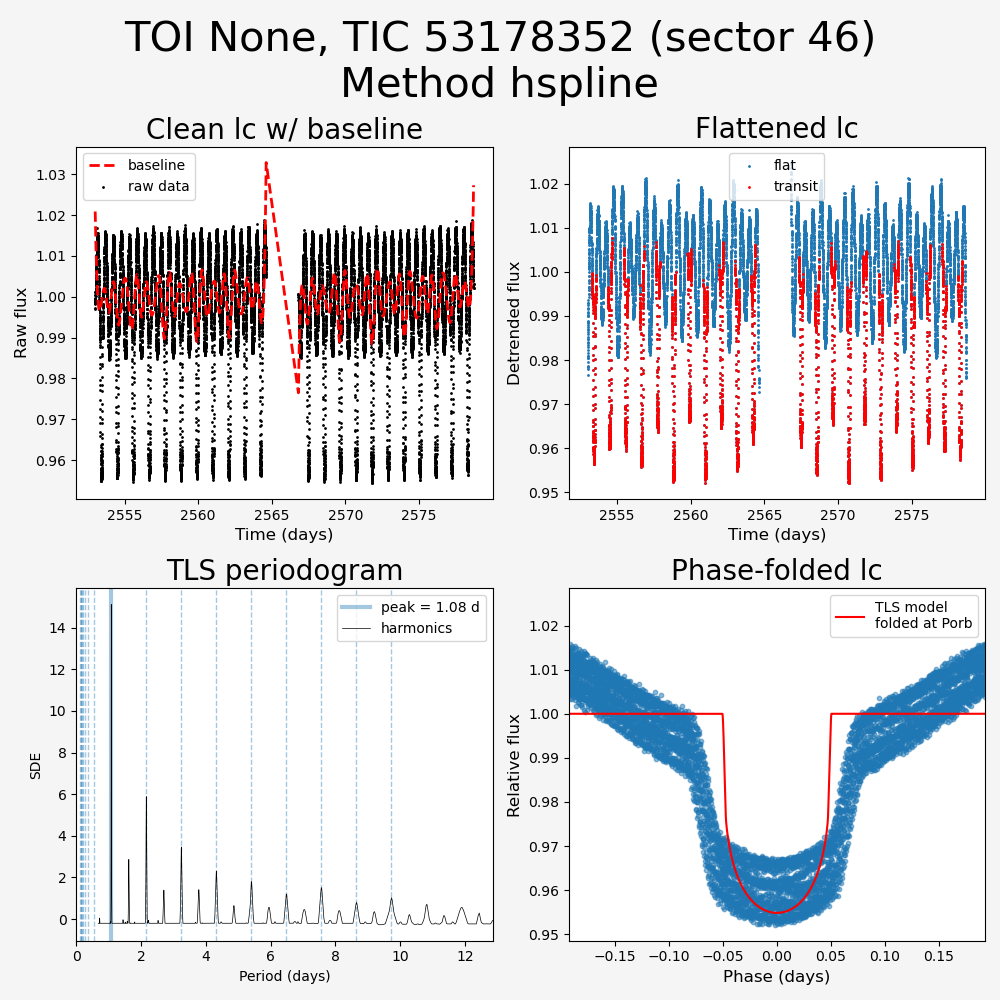 TOI None, TIC 53178352 (sector 46)
Method hspline
Clean lc w/ baseline
baseline
raw data
1.03
1.02
1.01
1.00
0.99
0.98
0.97
0.96
Raw flux
2555 2560 2565 2570 2575
Time (days)
Flattened lc
flat
transit
1.02
1.01
1.00
0.99
0.98
0.97
0.96
0.95
Detrended flux
2555 2560 2565 2570 2575
Time (days)
TLS periodogram
peak = 1.08 d
harmonics
14
12
10
8
6
4
2
0
SDE
0 2 4 6 8 10 12
Period (days)
Phase-folded lc
TLS model
folded at Porb
1.02
1.01
1.00
0.99
0.98
0.97
0.96
0.95
Relative flux
−0.15 −0.10 −0.05 0.00 0.05 0.10 0.15
Phase (days)